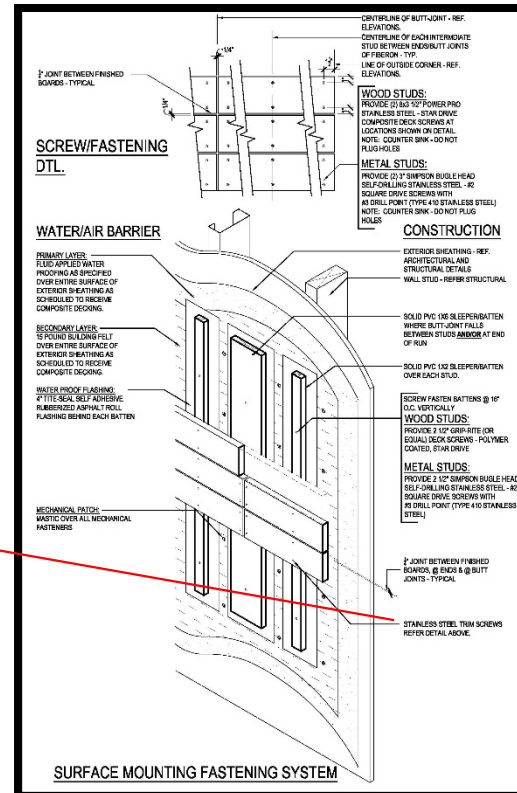 CENTERLINE OF BUTT-JOINT - REF.
ELEVATIONS.
CENTERLINE OF EACH INTERMDIATE
STUD BETWEEN ENDS/BUTT JOINTS
OF FIBERON - TYP.
LINE OF OUTSIDE CORNER - REF.
ELEVATIONS.
JOINT BETWEEN FINISHED
BOARDS - TYPICAL
SCREW/FASTENING
DTL.
WOOD STUDS:
PROVIDE (2) 8x3 1/2" POWER PRO
STAINLESS STEEL - STAR DRIVE
COMPOSITE DECK SCREWS AT
LOCATIONS SHOWN ON DETAIL
NOTE: COUNTER SINK - DO NOT
PLUG HOLES
METAL STUDS:
PROVIDE (2) 3" SIMPSON BUGLE HEAD
SELF-DRILLING STAINLESS STEEL - #2
SQUARE DRIVE SCREWS WITH
#3 DRILL POINT (TYPE 410 STAINLESS STEEL)
NOTE: COUNTER SINK - DO NOT PLUG
HOLES
WATER/AIR BARRIER
PRIMARY LAYER:
FLUID APPLIED WATER
PROOFING AS SPECIFIED
OVER ENTIRE SURFACE OF
EXTERIOR SHEATHING AS
SCHEDULED TO RECEIVE
COMPOSITE DECKING.
SECONDARY LAYER:
15 POUND BUILDING FELT
OVER ENTIRE SURFACE OF
EXTERIOR SHEATHING AS
SCHEDULED TO RECEIVE
COMPOSITE DECKING.
WATER PROOF FLASHING:
4" TITE-SEAL SELF ADHESIVE
RUBBERIZED ASPHALT ROLL
FLASHING BEHIND EACH BATTEN
MECHANICAL PATCH:
MASTIC OVER ALL MECHANICAL
FASTENERS
CONSTRUCTION
EXTERIOR SHEATHING - REF.
ARCHITECTURAL AND
STRUCTURAL DETAILS
WALL STUD - REFER STRUCTURAL
SOLID PVC 1X6 SLEEPER/BATTEN
WHERE BUTT-JOINT FALLS
BETWEEN STUDS AND/OR AT END
OF RUN
SOLID PVC 1X2 SLEEPER/BATTEN
OVER EACH STUD.
SCREW FASTEN BATTENS @ 16"
O.C. VERTICALLY
WOOD STUDS:
PROVIDE 2 1/2" GRIP-RITE (OR
EQUAL) DECK SCREWS - POLYMER
COATED, STAR DRIVE
METAL STUDS:
PROVIDE 2 1/2" SIMPSON BUGLE HEAD
SELF-DRILLING STAINLESS STEEL - #2
SQUARE DRIVE SCREWS WITH
#3 DRILL POINT (TYPE 410 STAINLESS
STEEL)
JOINT BETWEEN FINISHED
BOARDS, @ ENDS & @ BUTT
JOINTS - TYPICAL
STAINLESS STEEL TRIM SCREWS
REFER DETAIL ABOVE.
SURFACE MOUNTING FASTENING SYSTEM